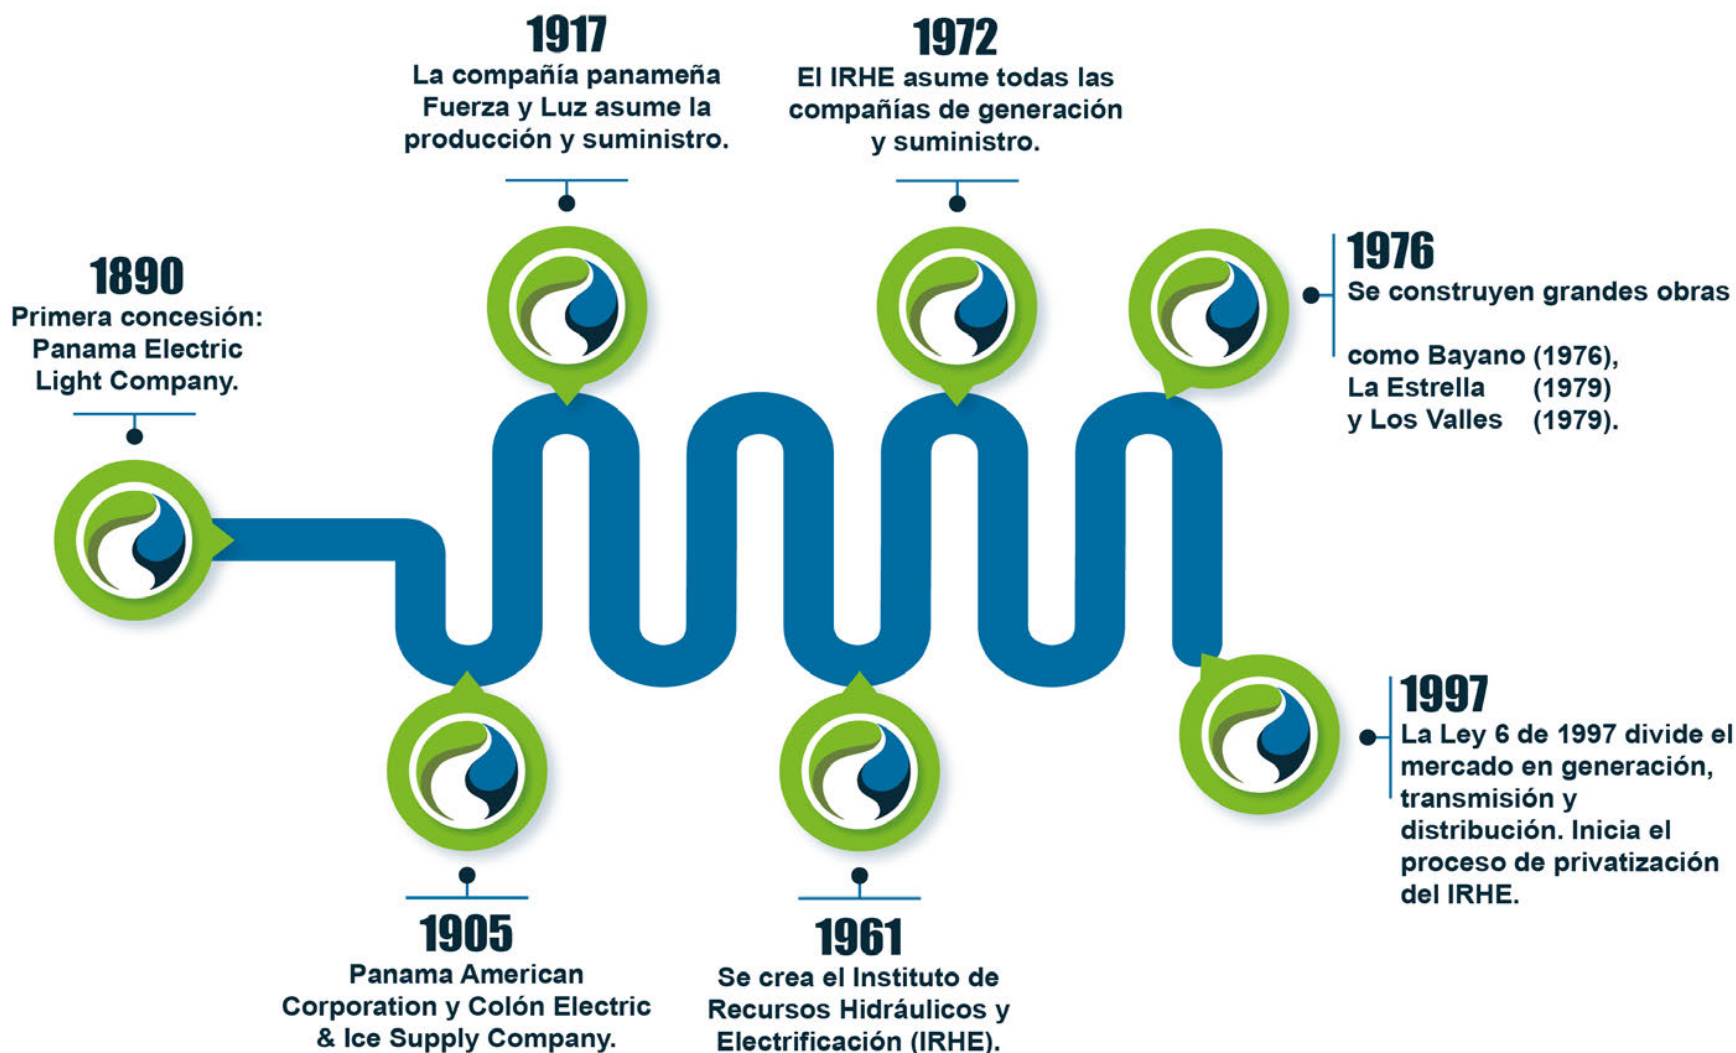 1890
Primera concesión:
Panama Electric
Light Company.
1905
Panama American
Corporation y Colón Electric
& Ice Supply Company.
1917
La compañía panameña
Fuerza y Luz asume la
producción y suministro.
1961
Se crea el Instituto de
Recursos Hidráulicos y
Electrificación (IRHE).
1972
El IRHE asume todas las
compañías de generación
y suministro.
1976
Se construyen grandes obras
como Bayano (1976),
La Estrella (1979)
y Los Valles (1979).
1997
La Ley 6 de 1997 divide el
mercado en generación,
transmisión y
distribución. Inicia el
proceso de privatización
del IRHE.